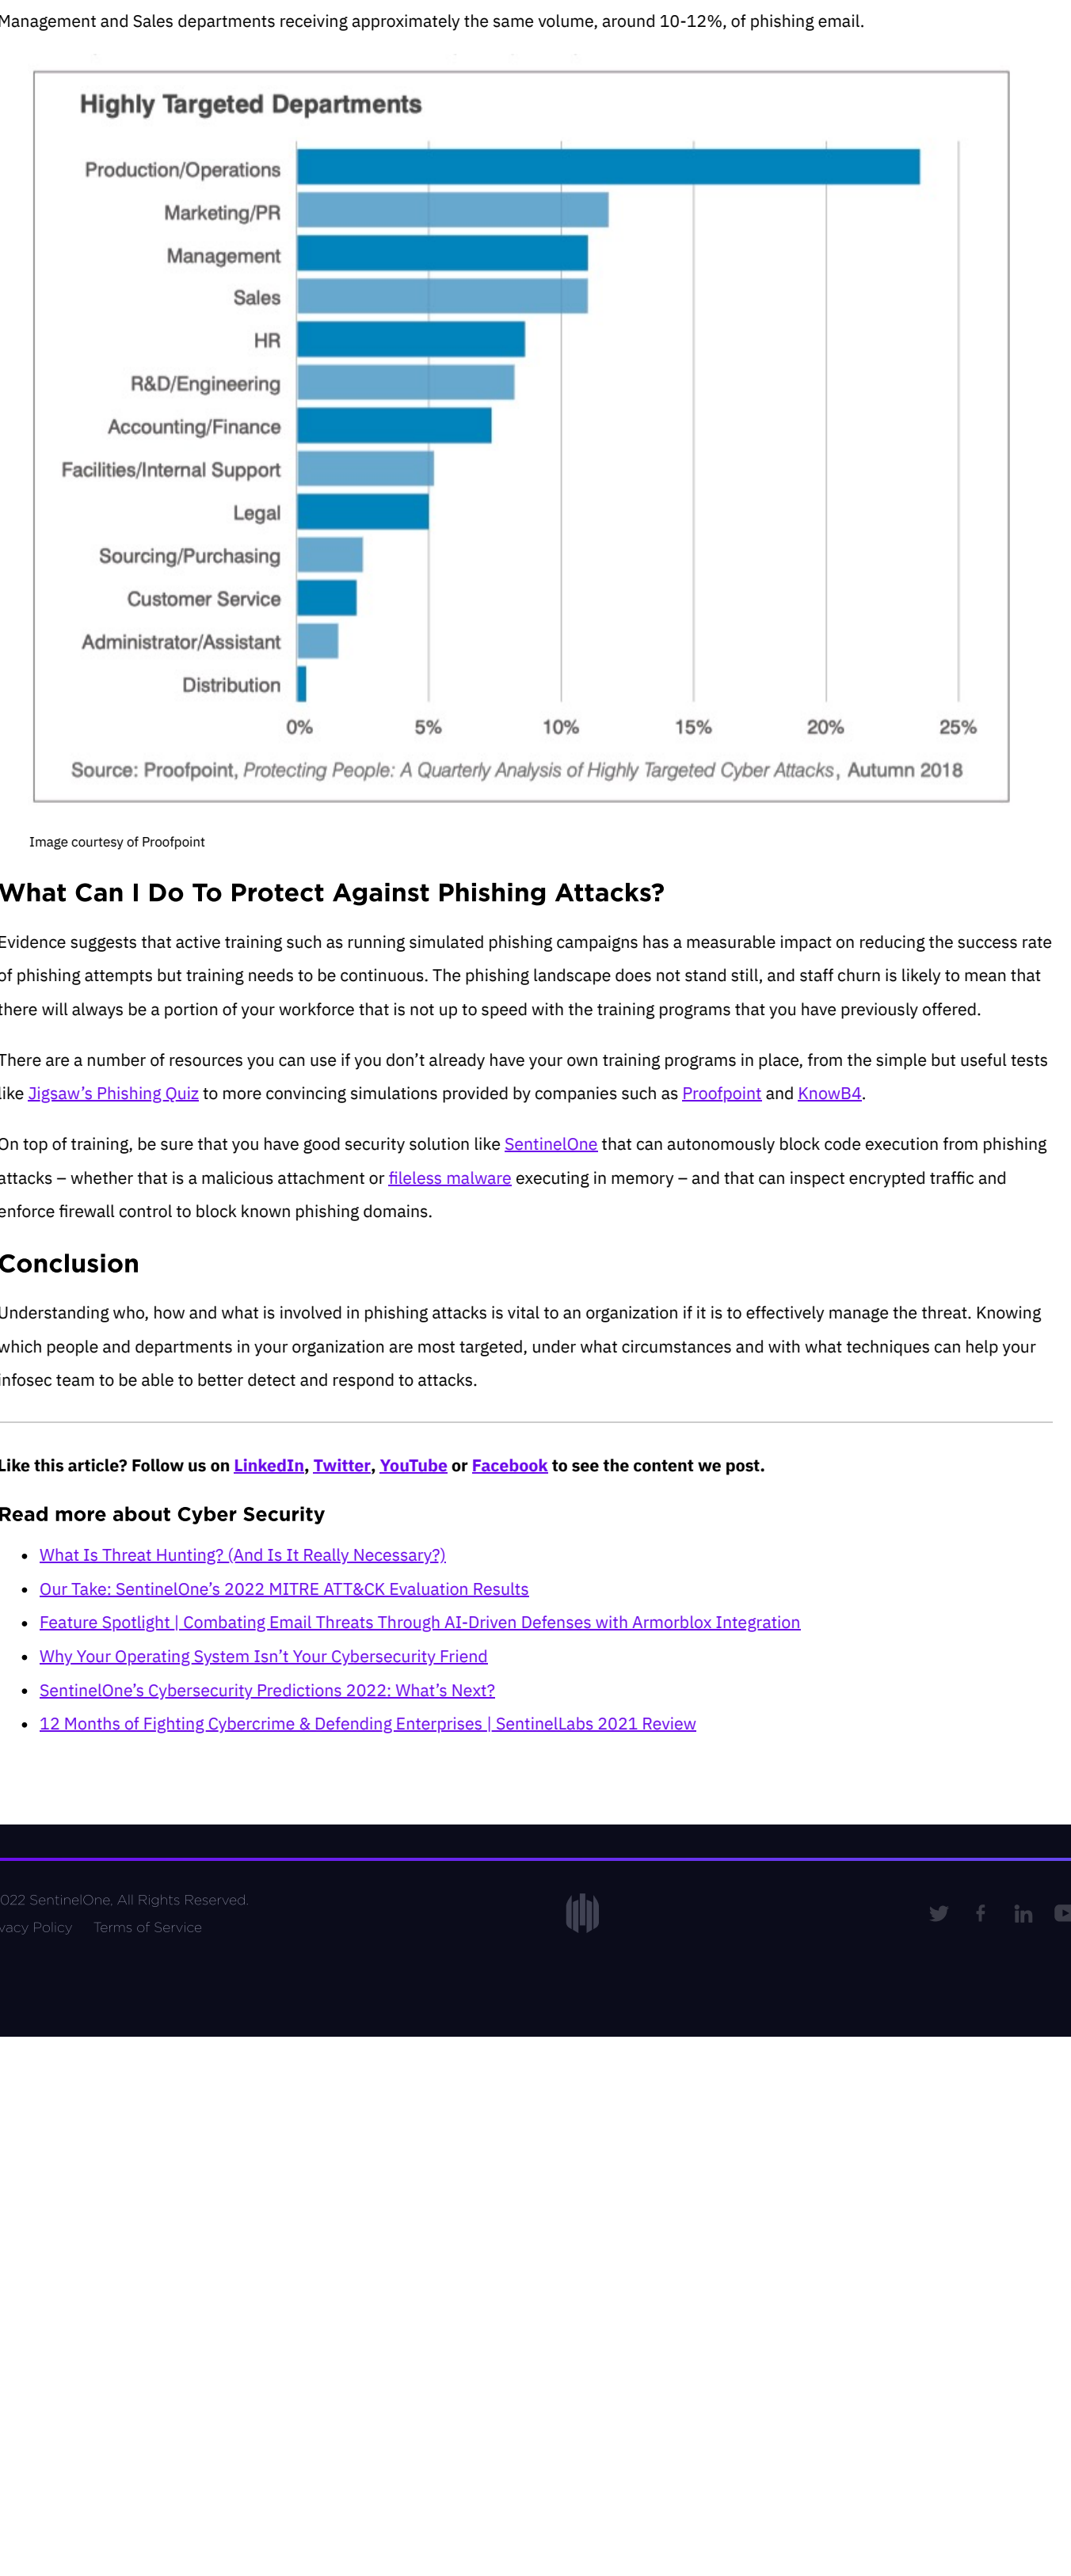 Management and Sales departments receiving approximately the same volume, around 10-12%, of phishing email.
Highly Targeted Departments
Production/Operations
Marketing/PR
Management
Sales
HR
R&D/Engineering
Accounting/Finance
Facilities/Internal Support
Legal
Sourcing/Purchasing
Customer Service
Administrator/Assistant
Distribution
0% 5% 10% 15% 20% 25%
Source: Proofpoint, Protecting People: A Quarterly Analysis of Highly Targeted Cyber Attacks, Autumn 2018
Image courtesy of Proofpoint
What Can I Do To Protect Against Phishing Attacks?
Evidence suggests that active training such as running simulated phishing campaigns has a measurable impact on reducing the success rate
of phishing attempts but training needs to be continuous. The phishing landscape does not stand still, and staff churn is likely to mean that
there will always be a portion of your workforce that is not up to speed with the training programs that you have previously offered.
There are a number of resources you can use if you don’t already have your own training programs in place, from the simple but useful tests
like Jigsaw’s Phishing Quiz to more convincing simulations provided by companies such as Proofpoint and KnowB4.
On top of training, be sure that you have good security solution like SentinelOne that can autonomously block code execution from phishing
attacks – whether that is a malicious attachment or fileless malware executing in memory – and that can inspect encrypted traffic and
enforce firewall control to block known phishing domains.
Conclusion
Understanding who, how and what is involved in phishing attacks is vital to an organization if it is to effectively manage the threat. Knowing
which people and departments in your organization are most targeted, under what circumstances and with what techniques can help your
infosec team to be able to better detect and respond to attacks.
Like this article? Follow us on LinkedIn, Twitter, YouTube or Facebook to see the content we post.
Read more about Cyber Security
What Is Threat Hunting? (And Is It Really Necessary?)
Our Take: SentinelOne’s 2022 MITRE ATT&CK Evaluation Results
Feature Spotlight | Combating Email Threats Through AI-Driven Defenses with Armorblox Integration
Why Your Operating System Isn’t Your Cybersecurity Friend
SentinelOne’s Cybersecurity Predictions 2022: What’s Next?
12 Months of Fighting Cybercrime & Defending Enterprises | SentinelLabs 2021 Review
022 SentinelOne, All Rights Reserved.
vacy Policy Terms of Service